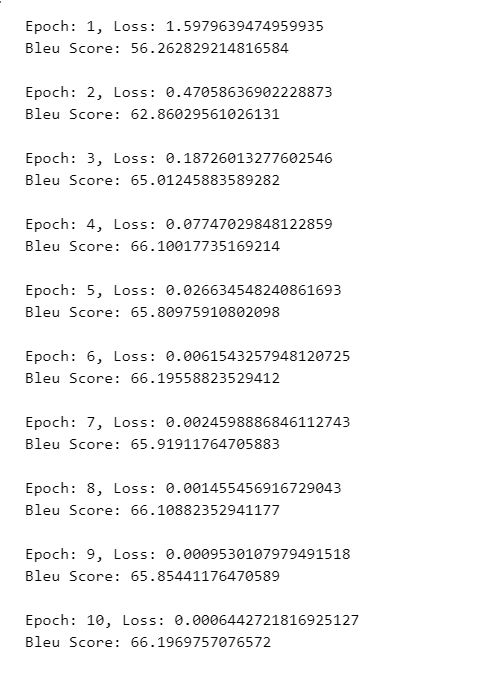 Epoch: 1, Loss: 1.5979639474959935
Bleu Score: 56.262829214816584
Epoch: 2, Loss: 0.47058636902228873
Bleu Score: 62.86029561026131
Epoch: 3, Loss: 0.18726013277602546
Bleu Score: 65.01245883589282
Epoch: 4, Loss: 0.07747029848122859
Bleu Score: 66.10017735169214
Epoch: 5, Loss: 0.026634548240861693
Bleu Score: 65.80975910802098
Epoch: 6, Loss: 0.0061543257948120725
Bleu Score: 66.19558823529412
Epoch: 7, Loss: 0.0024598886846112743
Bleu Score: 65.91911764705883
Epoch: 8, Loss: 0.001455456916729043
Bleu Score: 66.10882352941177
Epoch: 9, Loss: 0.0009530107979491518
Bleu Score: 65.85441176470589
Epoch: 10, Loss: 0.0006442721816925127
Bleu Score: 66.1969757076572